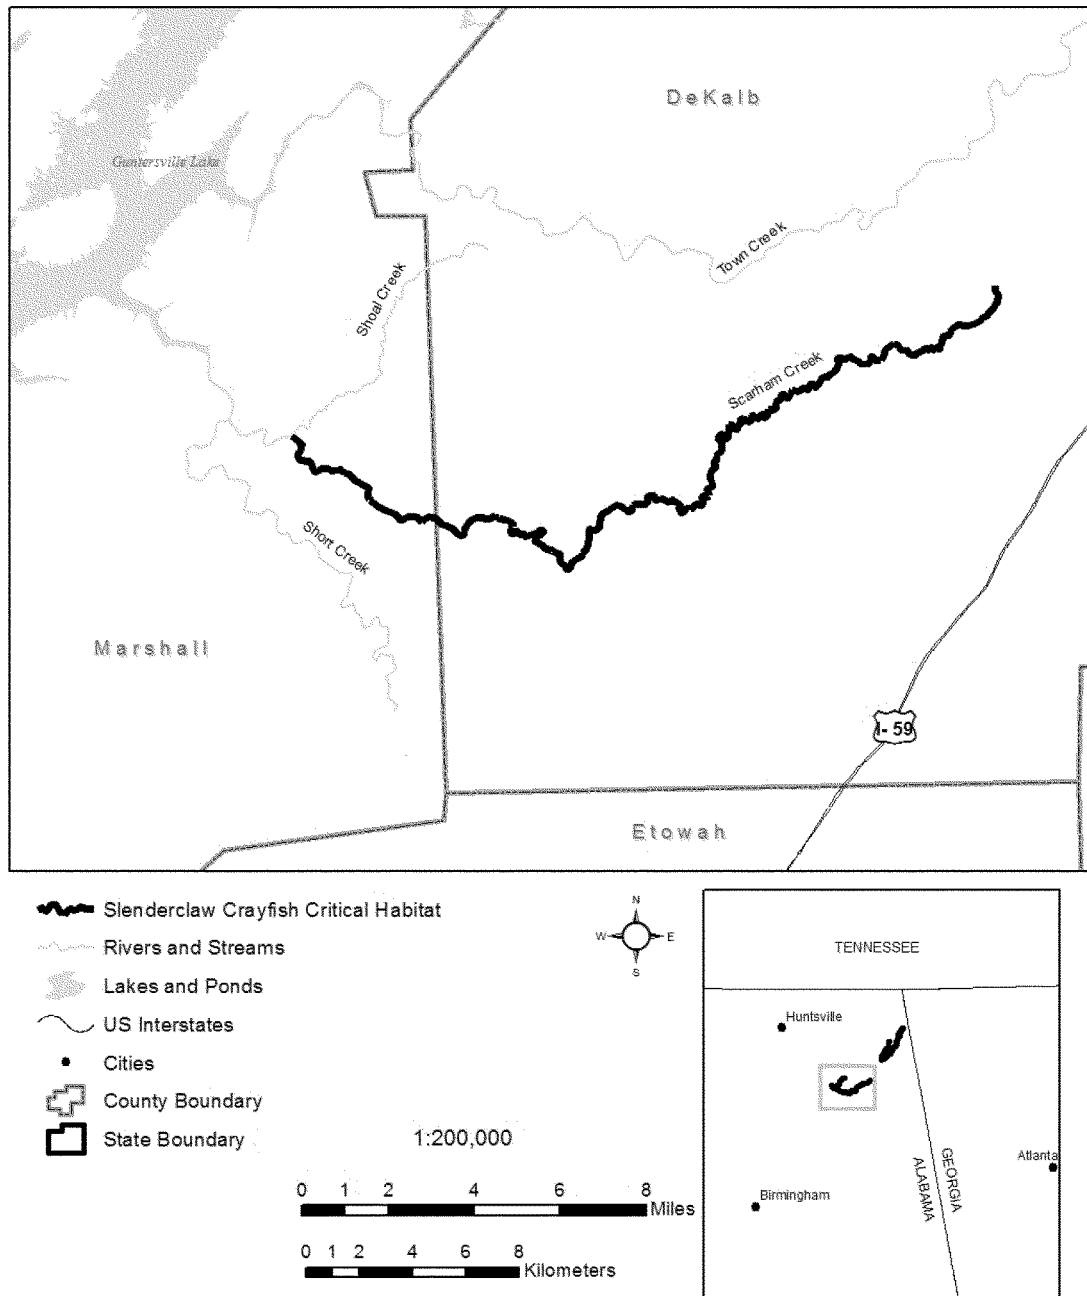 DeKalb
Guntersville Lake
Town Creek
Shoal Creek
Scarham Creek
Short Creek
Marshall
I-59
Etowah
Slenderclaw Crayfish Critical Habitat
Rivers and Streams
Lakes and Ponds
US Interstates
Cities
County Boundary
State Boundary
N
W E
S
1:200,000
0 1 2 4 6 8 Miles
0 1 2 4 6 8 Kilometers
TENNESSEE
Huntsville
GEORGIA
ALABAMA
Atlanta
Birmingham